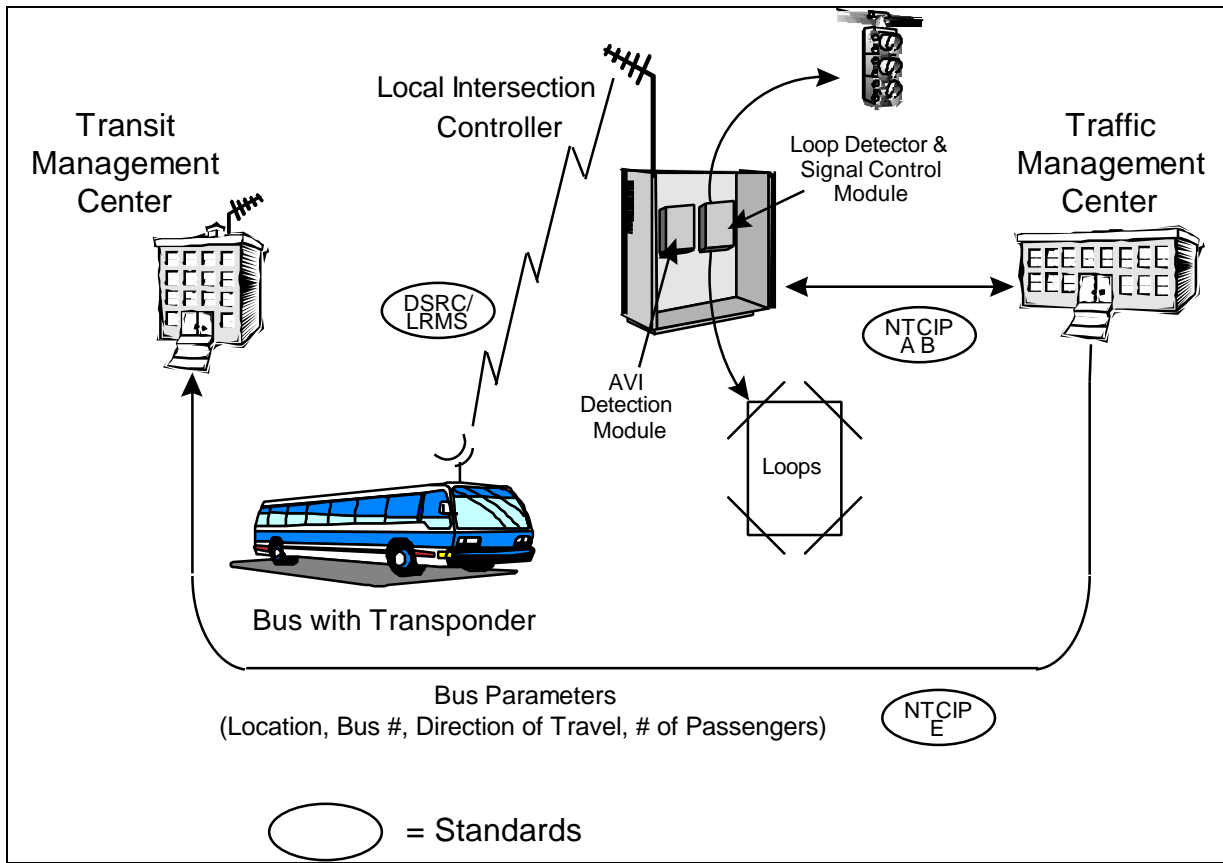 Transit
Management
Center
Local Intersection
Controller
Loop Detector &
Signal Control
Module
Traffic
Management
Center
DSRC/
LRMS
NTCIP
A B
AVI
Detection
Module
Loops
Bus with Transponder
Bus Parameters
(Location, Bus #, Direction of Travel, # of Passengers)
NTCIP
E
= Standards